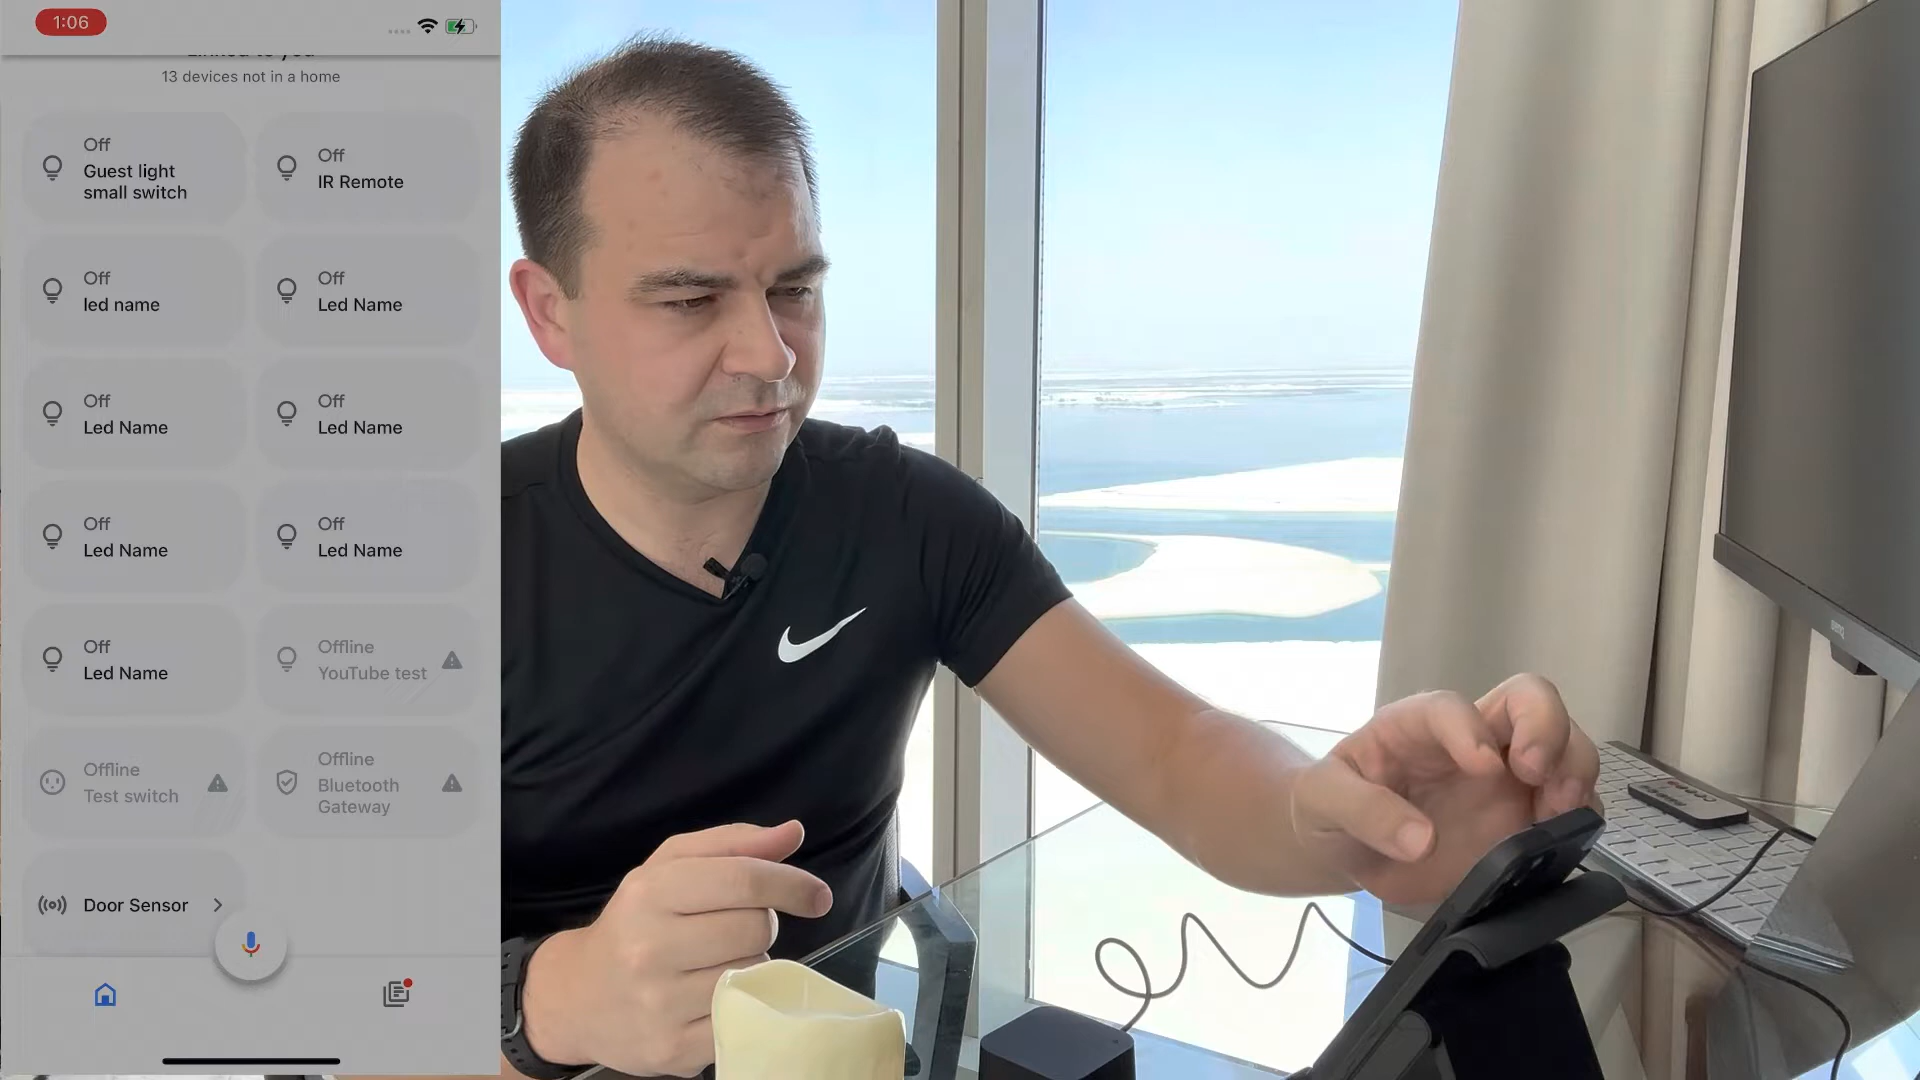 1:06
13 devices not in a home
Off
Guest light
small switch
Off
IR Remote
Off
led name
Off
Led Name
Off
Led Name
Off
Led Name
Off
Led Name
Off
Led Name
Off
Led Name
Offline
YouTube test
Offline
Test switch
Offline
Bluetooth
Gateway
Door Sensor
BenQ